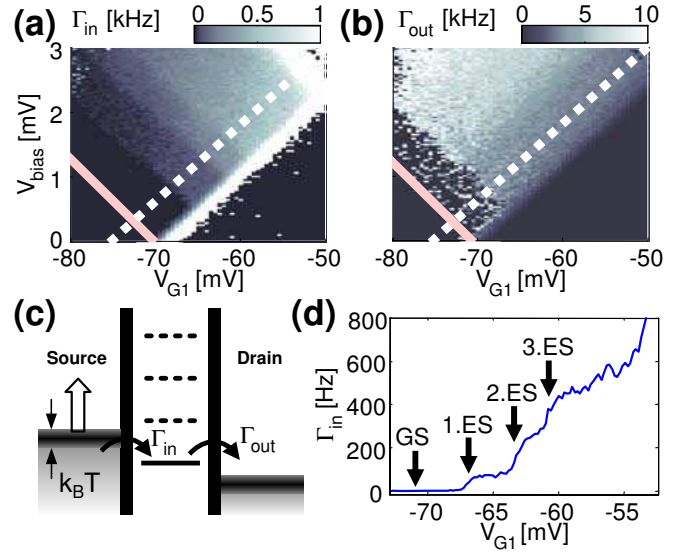 (a) Γin [kHz] 0 0.5 1
(b) Γout [kHz] 0 5 10
Vbias [mV]
3
2
1
0
-80 -70 -60 -50
VG1 [mV]
-80 -70 -60 -50
VG1 [mV]
(c)
Source
Drain
Γin
Γout
kBT
(d)
Γin [Hz]
800
600
400
200
0
GS
1.ES
2.ES
3.ES
-70 -65 -60 -55
VG1 [mV]